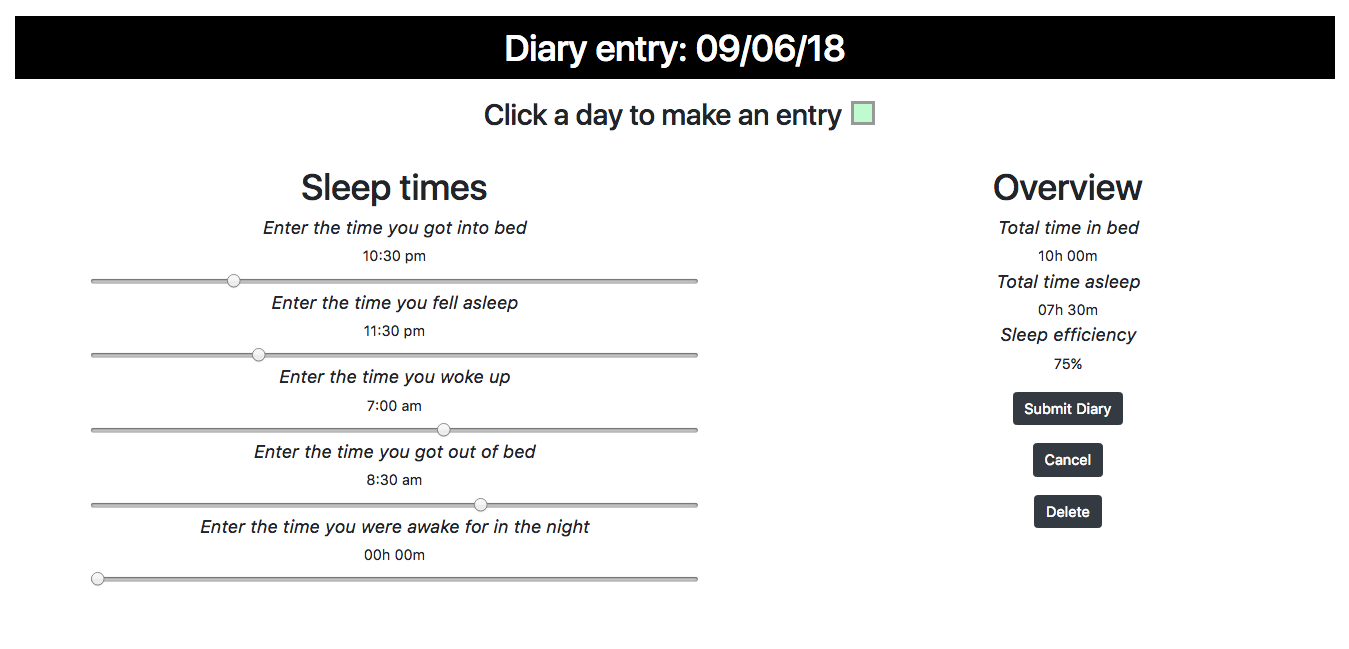 Diary entry: 09/06/18
Click a day to make an entry
Sleep times
Enter the time you got into bed
10:30 pm
Enter the time you fell asleep
11:30 pm
Enter the time you woke up
7:00 am
Enter the time you got out of bed
8:30 am
Enter the time you were awake for in the night
00h 00m
Overview
Total time in bed
10h 00m
Total time asleep
07h 30m
Sleep efficiency
75%
Submit Diary
Cancel
Delete